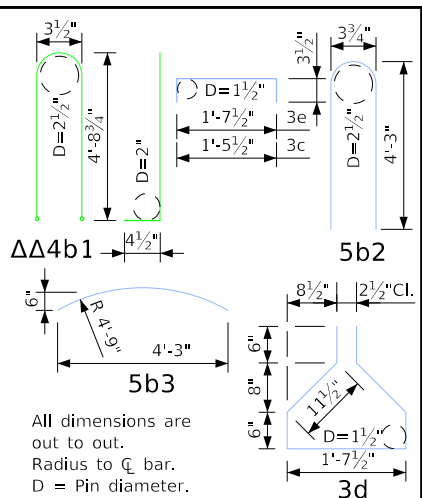 3½"
D=2½"
4'-8¾"
D=2"
4½"
ΔΔ4b1
3½"
D=1½"
1'-7½" 3e
1'-5½" 3c
3¾"
D=2½"
4'-3"
5b2
6"
R 4'-9"
4'-3"
5b3
8½" 2½"Cl.
6"
8"
6"
11½"
D=1½"
1'-7½"
3d
All dimensions are
out to out.
Radius to ℄ bar.
D = Pin diameter.